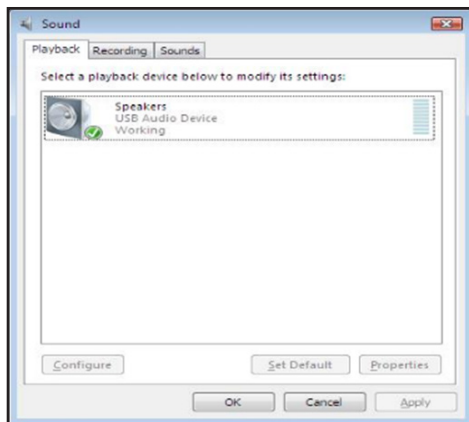 Sound
Playback Recording Sounds
Select a playback device below to modify its settings:
Speakers
USB Audio Device
Working
Configure Set Default Properties
OK Cancel Apply